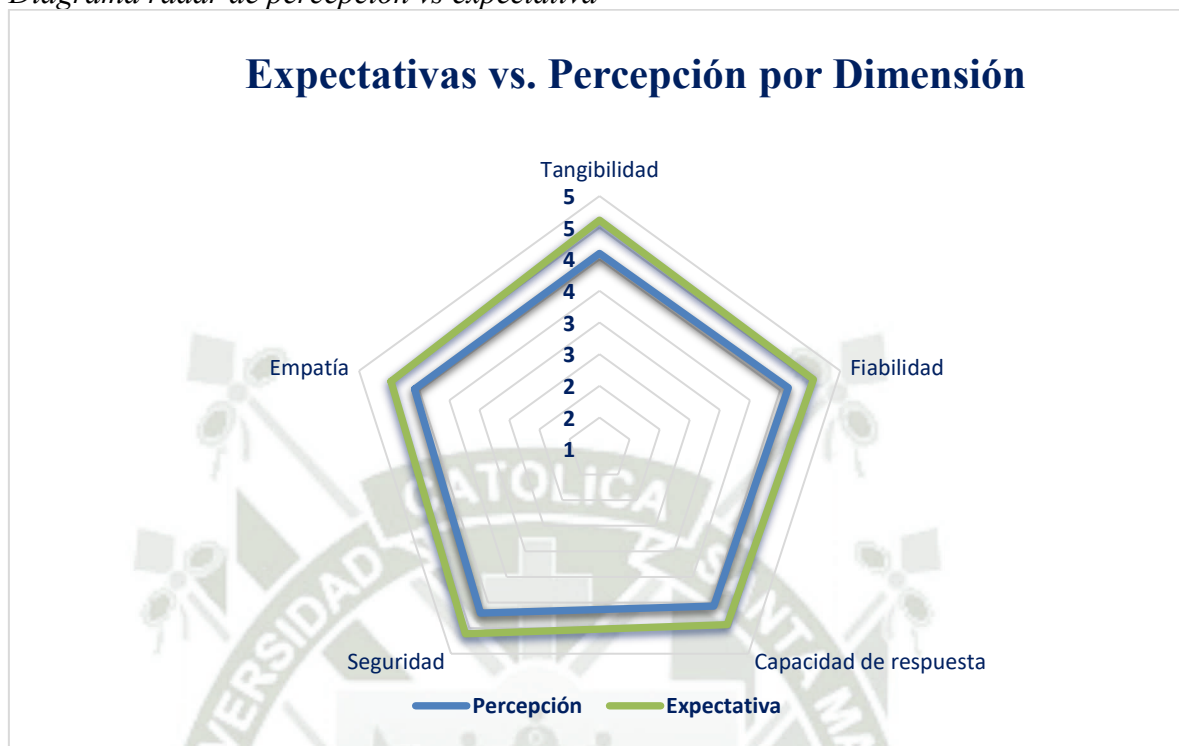 Diagrama radar de percepción vs expectativa
Expectativas vs. Percepción por Dimensión
Tangibilidad
5
5
4
4
3
3
2
2
1
Empatía
Fiabilidad
Seguridad
Capacidad de respuesta
Percepción
Expectativa
CATOLICA